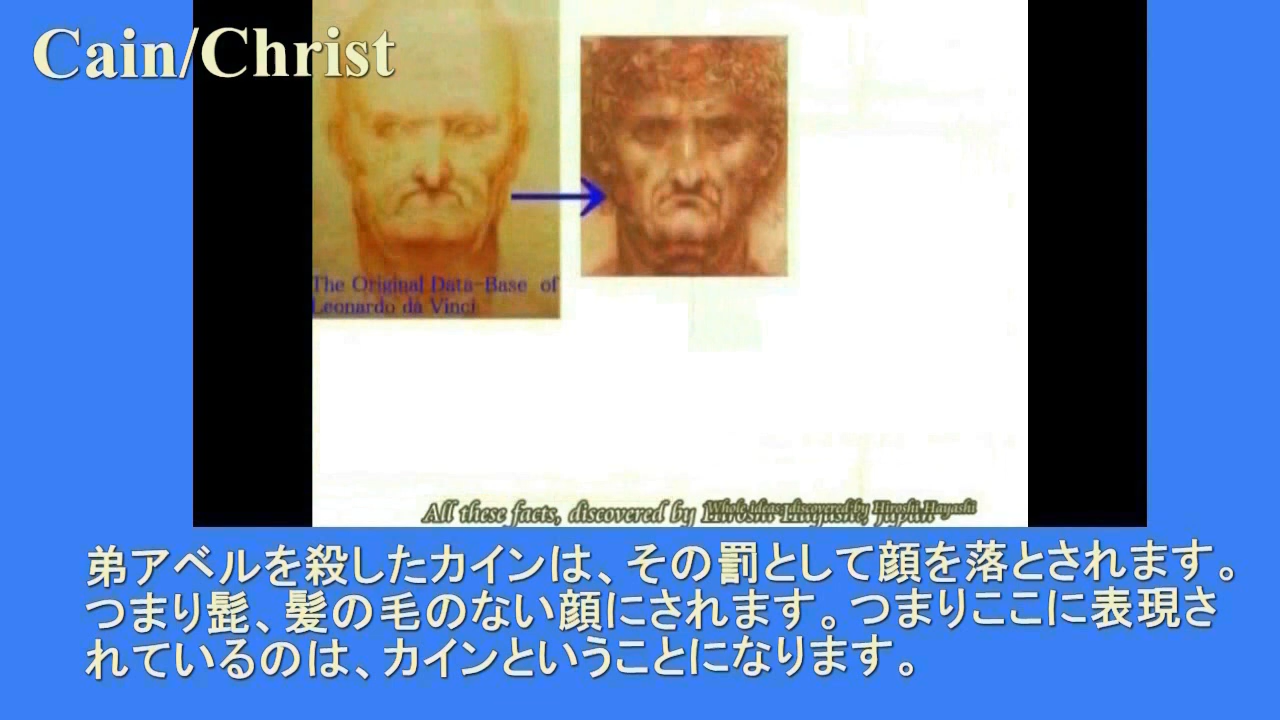 Cain/Christ
The Original Data-Base of
Leonardo da Vinci
All these facts, discovered by Hiroshi Hayashi, Japan
Whole ideas discovered by Hiroshi Hayashi
弟アベルを殺したカインは、その罰として顔を落とされます。
つまり髭、髪の毛のない顔にされます。つまりここに表現さ
れているのは、カインということになります。